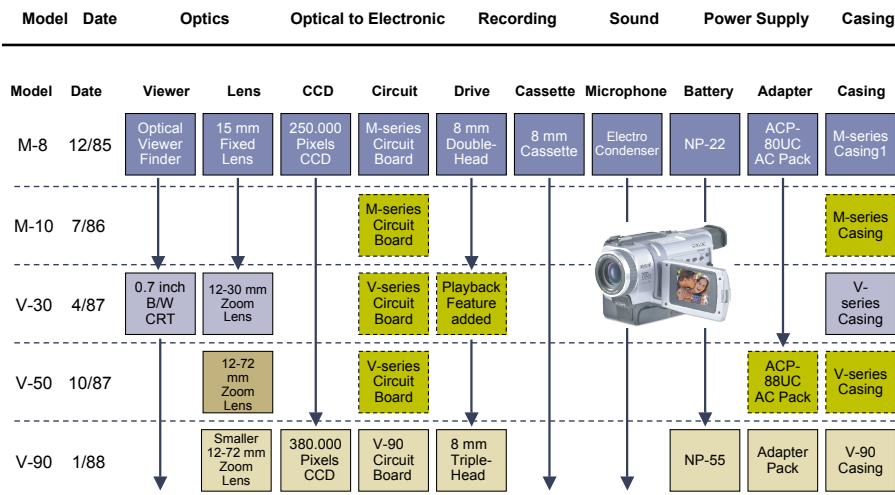 Model Date Optics Optical to Electronic Recording Sound Power Supply Casing
Model Date Viewer Lens CCD Circuit Drive Cassette Microphone Battery Adapter Casing
M-8 12/85
Optical
Viewer
Finder
15 mm
Fixed
Lens
250.000
Pixels
CCD
M-series
Circuit
Board
8 mm
Double-
Head
8 mm
Cassette
Electro
Condenser
NP-22
ACP-
80UC
AC Pack
M-series
Casing1
M-10 7/86
M-series
Circuit
Board
M-series
Casing
V-30 4/87
0.7 inch
B/W
CRT
12-30 mm
Zoom
Lens
V-series
Circuit
Board
Playback
Feature
added
V-
series
Casing
V-50 10/87
12-72
mm
Zoom
Lens
V-series
Circuit
Board
ACP-
88UC
AC Pack
V-series
Casing
V-90 1/88
Smaller
12-72 mm
Zoom
Lens
380.000
Pixels
CCD
V-90
Circuit
Board
8 mm
Triple-
Head
NP-55
Adapter
Pack
V-90
Casing